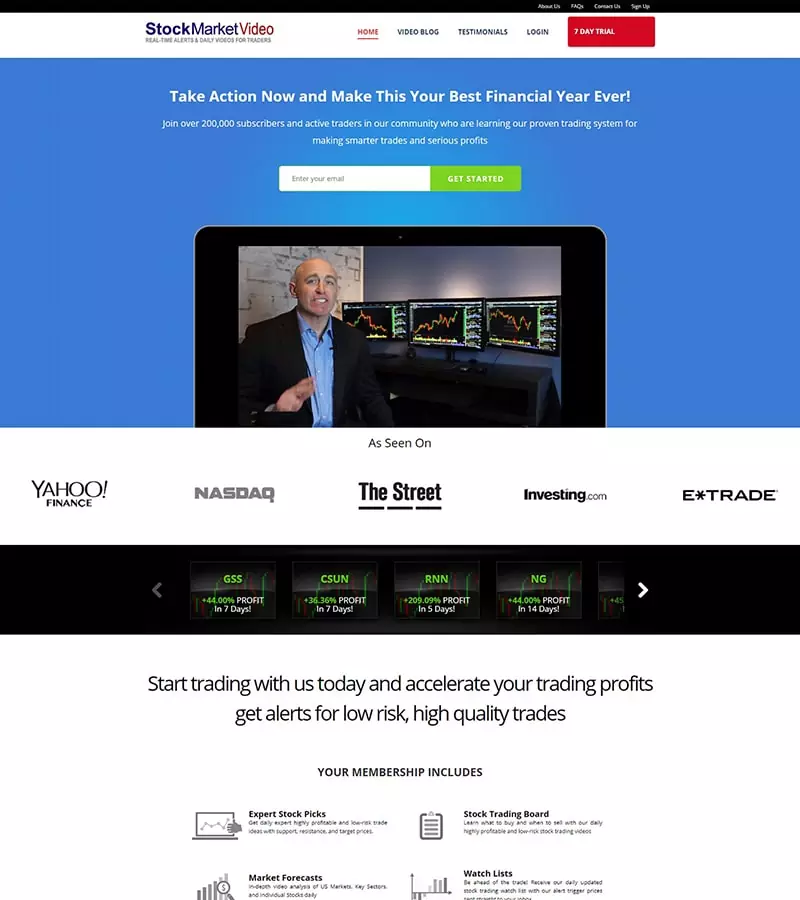 About Us FAQs Contact Us Sign Up
StockMarketVideo
REAL-TIME ALERTS & DAILY VIDEOS FOR TRADERS
HOME VIDEO BLOG TESTIMONIALS LOGIN 7 DAY TRIAL
Take Action Now and Make This Your Best Financial Year Ever!
Join over 200,000 subscribers and active traders in our community who are learning our proven trading system for
making smarter trades and serious profits
Enter your email GET STARTED
As Seen On
YAHOO!
FINANCE
NASDAQ
The Street
Investing.com
E*TRADE
GSS
+44.00% PROFIT
In 7 Days!
CSUN
+36.36% PROFIT
In 7 Days!
RNN
+209.09% PROFIT
In 5 Days!
NG
+44.00% PROFIT
In 14 Days!
+45
Start trading with us today and accelerate your trading profits
get alerts for low risk, high quality trades
YOUR MEMBERSHIP INCLUDES
Expert Stock Picks
Get daily expert highly profitable and low-risk trade
ideas with support, resistance, and target prices.
Stock Trading Board
Learn what to buy and when to sell with our daily
highly profitable and low-risk stock trading videos
Market Forecasts
In-depth video analysis of US Markets, Key Sectors,
and Individual Stocks daily
Watch Lists
Be ahead of the trade! Receive our daily updated
stock trading watch list with our alert trigger prices
sent straight to your inbox